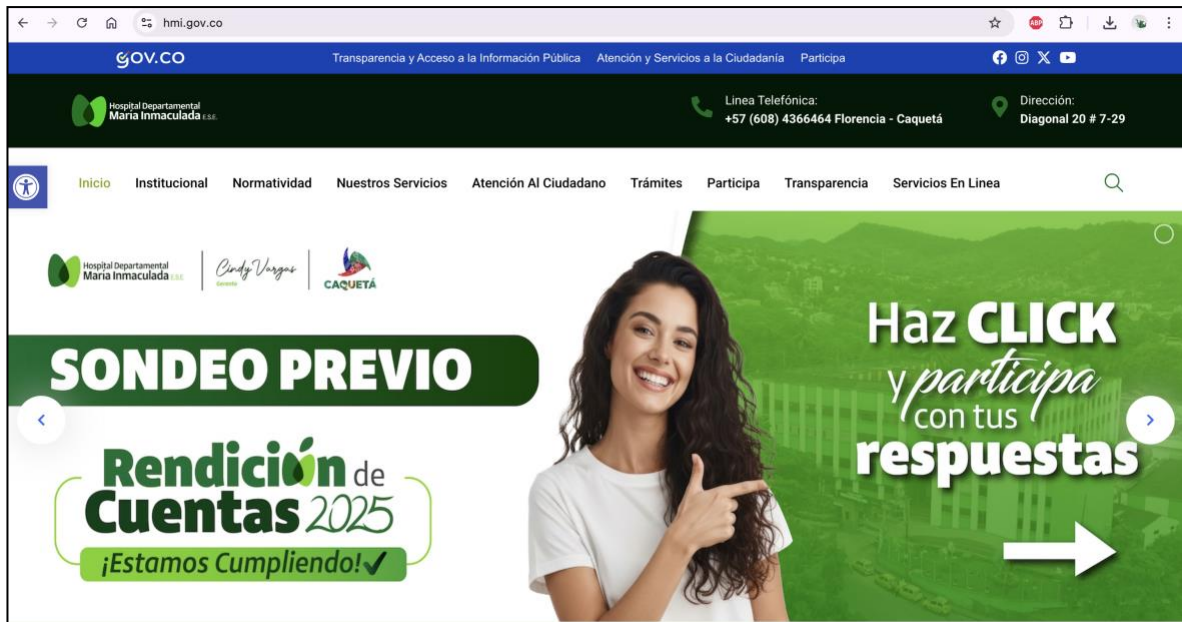 hmi.gov.co
ABP
GOV.CO
Transparencia y Acceso a la Información Pública Atención y Servicios a la Ciudadanía Participa
Hospital Departamental
María Inmaculada E.S.E.
Linea Telefónica:
+57 (608) 4366464 Florencia - Caquetá
Dirección:
Diagonal 20 # 7-29
Inicio Institucional Normatividad Nuestros Servicios Atención Al Ciudadano Trámites Participa Transparencia Servicios En Linea
Hospital Departamental
María Inmaculada E.S.E.
Cindy Vargas
Gerente
CAQUETÁ
SONDEO PREVIO
Rendición de
Cuentas 2025
¡Estamos Cumpliendo!
Haz CLICK
y participa
con tus
respuestas